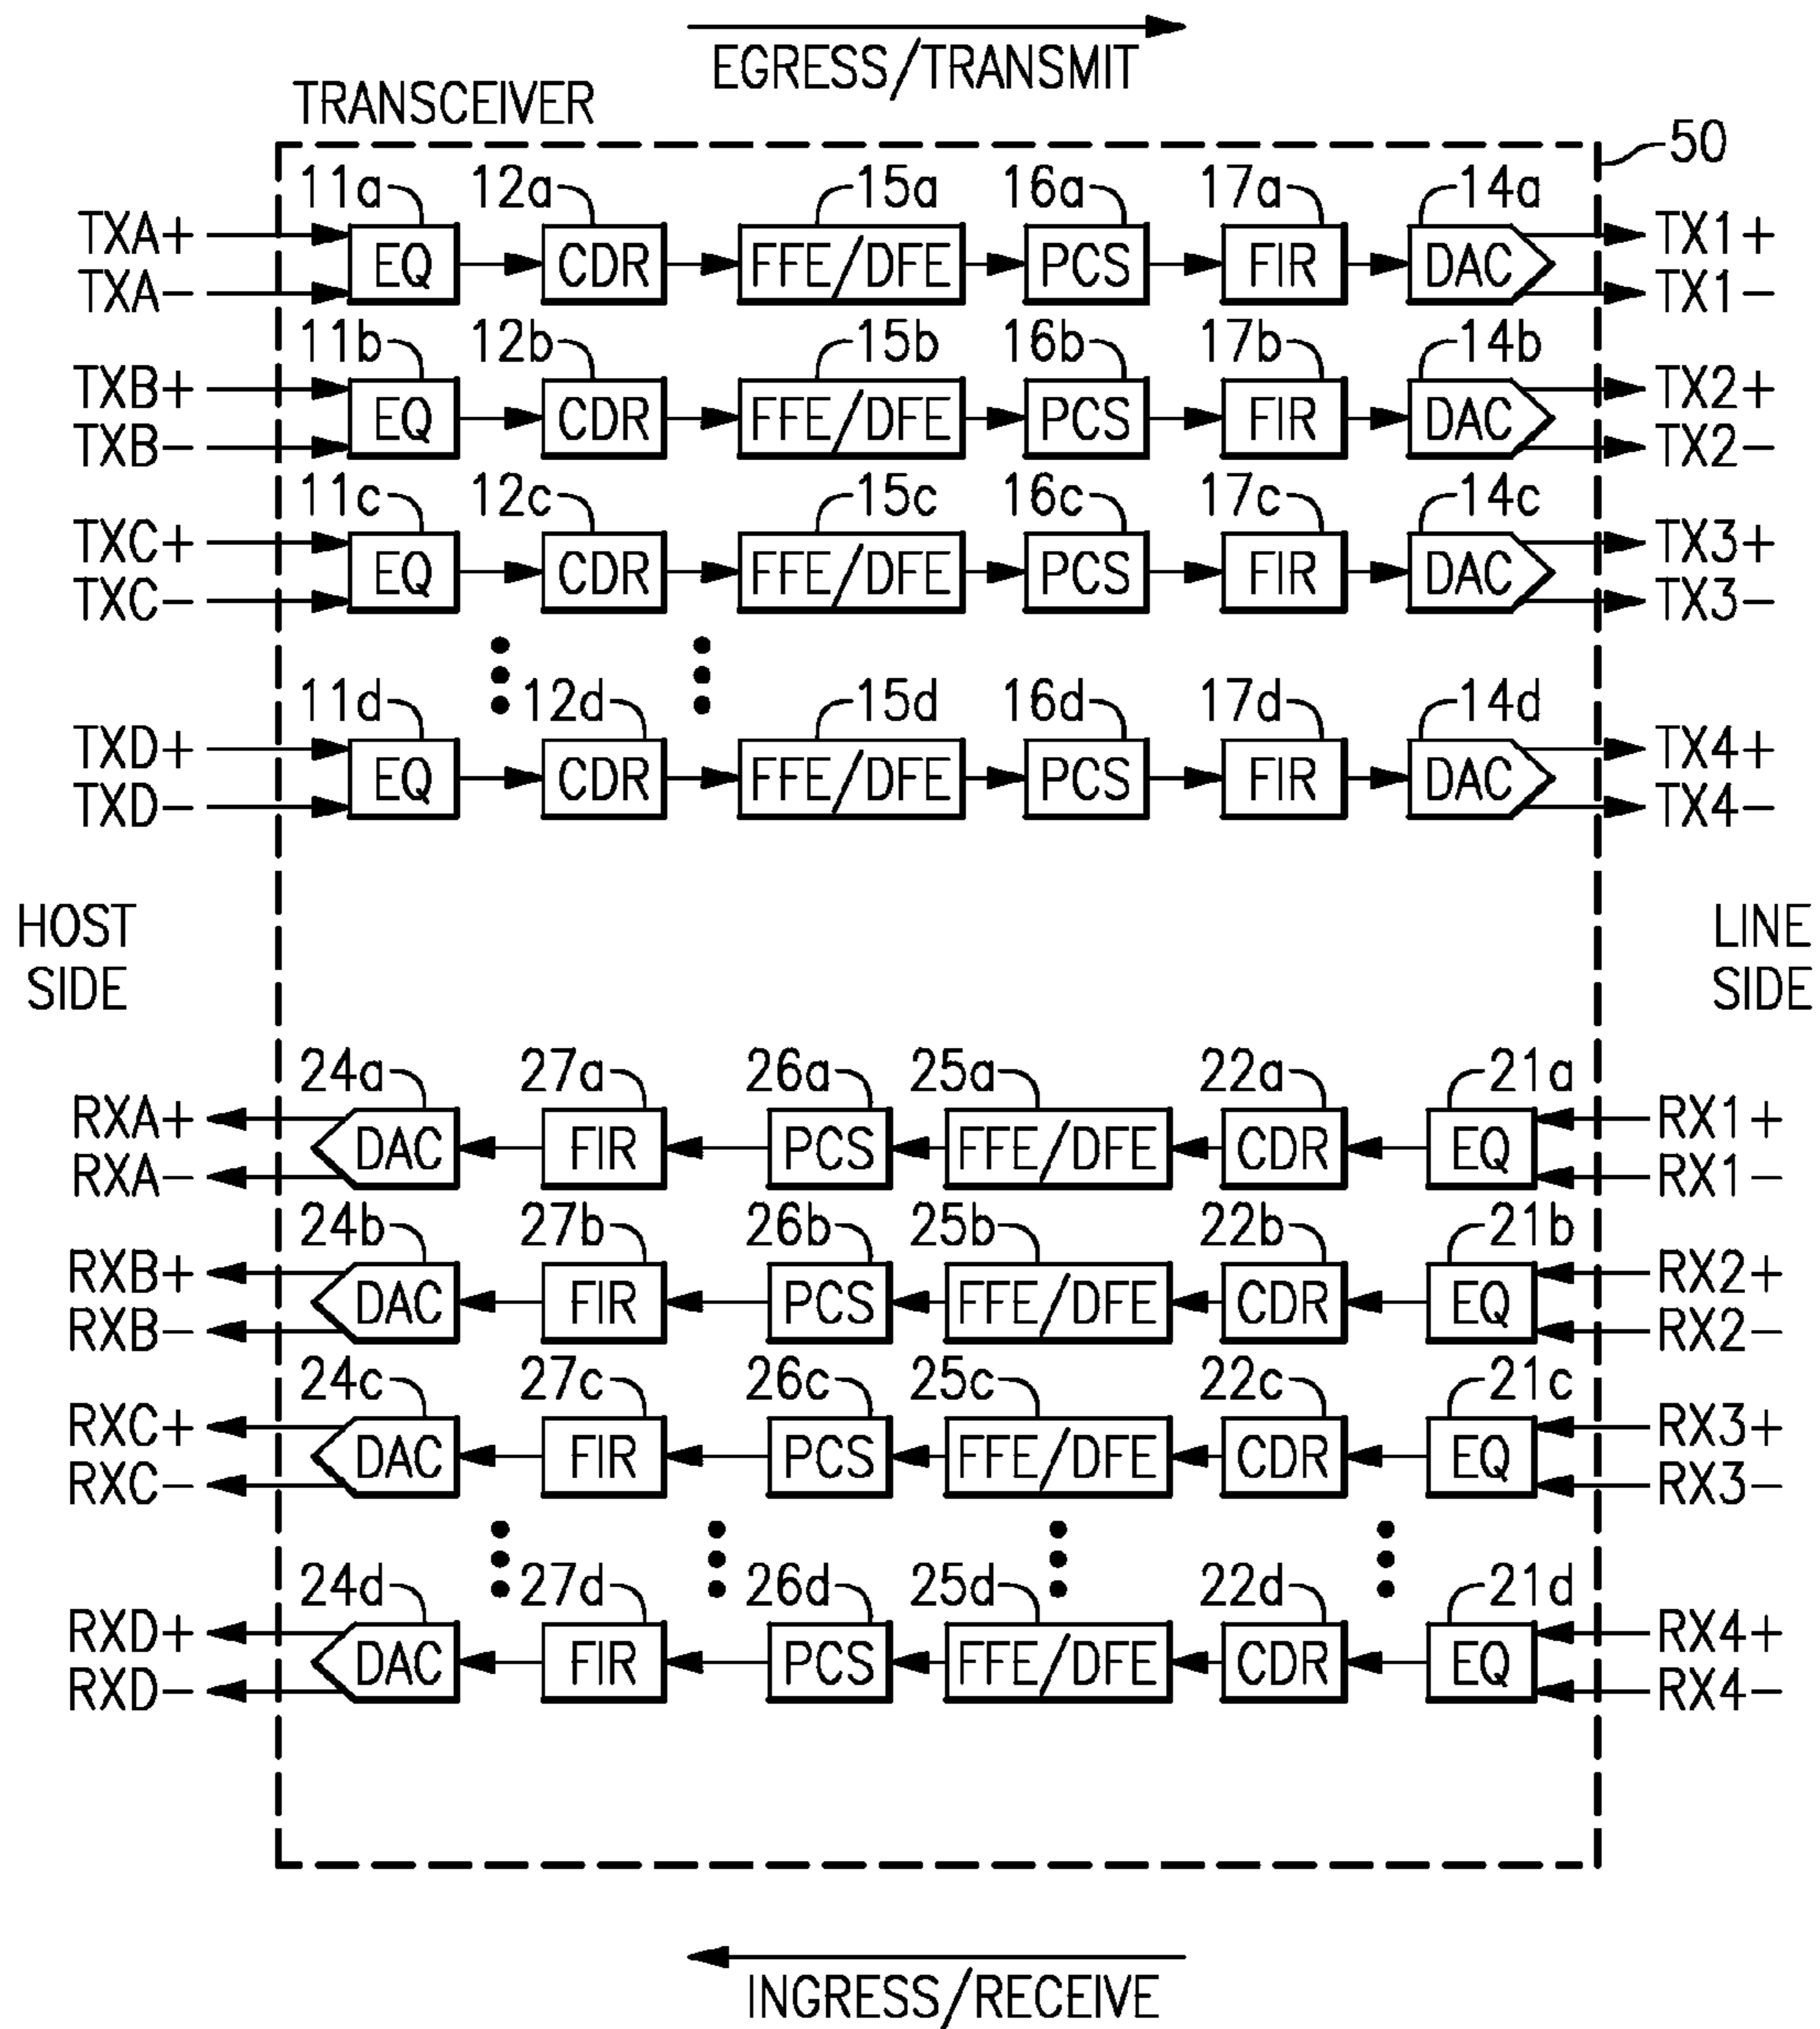 EGRESS/TRANSMIT
TRANSCEIVER
50
11a 12a 15a 16a 17a 14a
TXA+ TX1+
EQ CDR FFE/DFE PCS FIR DAC
TXA- TX1-
11b 12b 15b 16b 17b 14b
TXB+ TX2+
EQ CDR FFE/DFE PCS FIR DAC
TXB- TX2-
11c 12c 15c 16c 17c 14c
TXC+ TX3+
EQ CDR FFE/DFE PCS FIR DAC
TXC- TX3-
11d 12d 15d 16d 17d 14d
TXD+ TX4+
EQ CDR FFE/DFE PCS FIR DAC
TXD- TX4-
HOST LINE
SIDE SIDE
24a 27a 26a 25a 22a 21a
RXA+ RX1+
DAC FIR PCS FFE/DFE CDR EQ
RXA- RX1-
24b 27b 26b 25b 22b 21b
RXB+ RX2+
DAC FIR PCS FFE/DFE CDR EQ
RXB- RX2-
24c 27c 26c 25c 22c 21c
RXC+ RX3+
DAC FIR PCS FFE/DFE CDR EQ
RXC- RX3-
24d 27d 26d 25d 22d 21d
RXD+ RX4+
DAC FIR PCS FFE/DFE CDR EQ
RXD- RX4-
INGRESS/RECEIVE